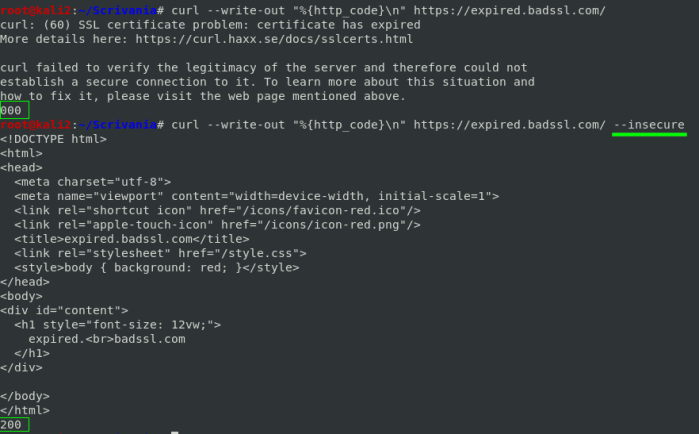 root@kali2:~/Scrivania# curl --write-out "%{http_code}\n" https://expired.badssl.com/
curl: (60) SSL certificate problem: certificate has expired
More details here: https://curl.haxx.se/docs/sslcerts.html

curl failed to verify the legitimacy of the server and therefore could not
establish a secure connection to it. To learn more about this situation and
how to fix it, please visit the web page mentioned above.
000
root@kali2:~/Scrivania# curl --write-out "%{http_code}\n" https://expired.badssl.com/ --insecure
<!DOCTYPE html>
<html>
<head>
  <meta charset="utf-8">
  <meta name="viewport" content="width=device-width, initial-scale=1">
  <link rel="shortcut icon" href="/icons/favicon-red.ico"/>
  <link rel="apple-touch-icon" href="/icons/icon-red.png"/>
  <title>expired.badssl.com</title>
  <link rel="stylesheet" href="/style.css">
  <style>body { background: red; }</style>
</head>
<body>
<div id="content">
  <h1 style="font-size: 12vw;">
    expired.<br>badssl.com
  </h1>
</div>

</body>
</html>
200